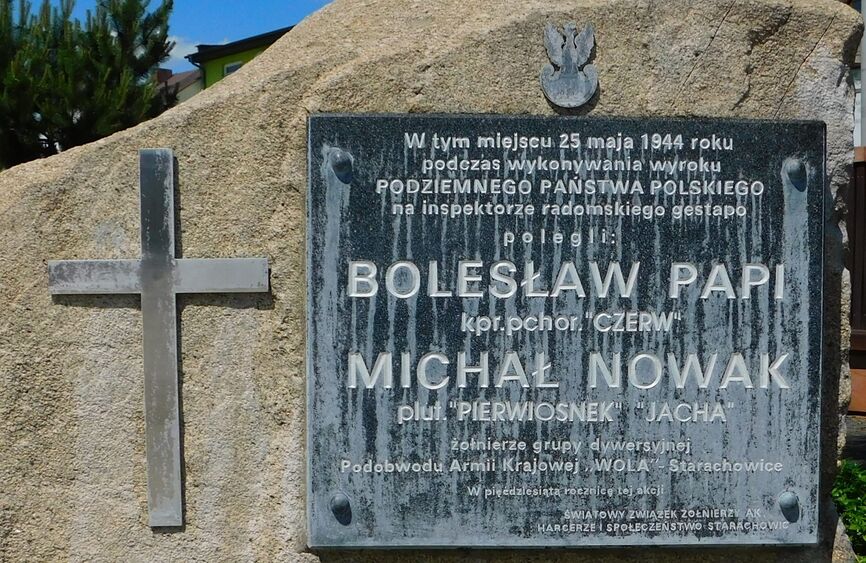 W tym miejscu 25 maja 1944 roku
podczas wykonywania wyroku
PODZIEMNEGO PAŃSTWA POLSKIEGO
na inspektorze radomskiego gestapo
polegli:
BOLESŁAW PAPI
kpr.pchor."CZERW"
MICHAŁ NOWAK
plut."PIERWIOSNEK" "JACHA"
żołnierze grupy dywersyjnej
Podobwodu Armii Krajowej „WOLA"- Starachowice
W pięćdziesiątą rocznicę tej akcji
ŚWIATOWY ZWIĄZEK ŻOŁNIERZY AK,
HARCERZE I SPOŁECZEŃSTWO STARACHOWIC